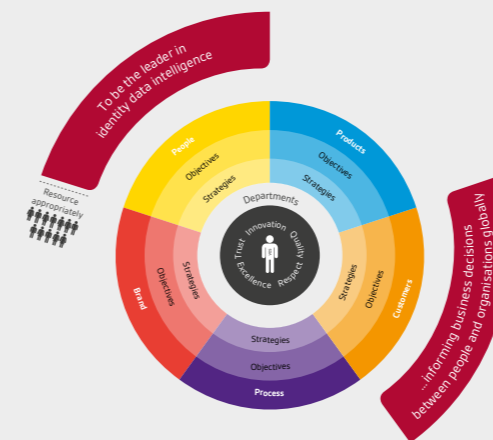 To be the leader in
identity data intelligence
Resource
appropriately
People
Objectives
Strategies
Products
Objectives
Strategies
Departments
Trust Innovation Quality
Excellence Respect
E
Brand
Objectives
Strategies
Strategies
Objectives
Customers
Strategies
Objectives
Process
...informing business decisions
between people and organisations globally